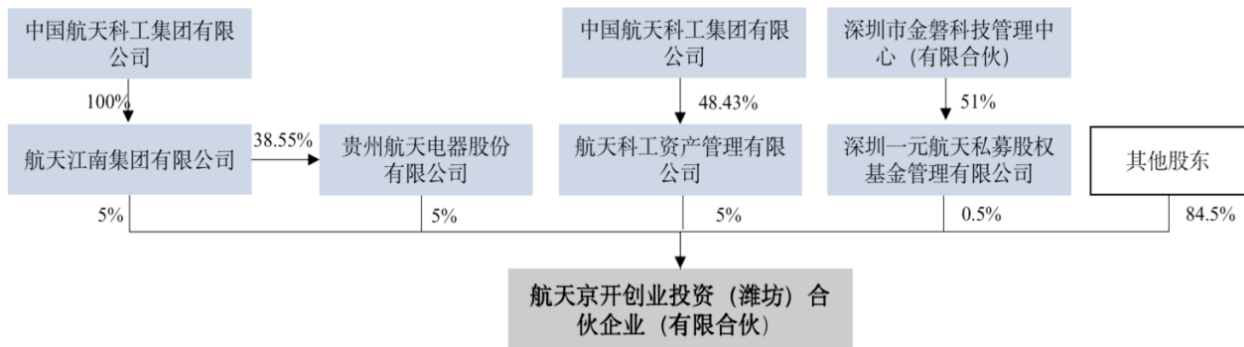 中国航天科工集团有限
公司
中国航天科工集团有限
公司
深圳市金磐科技管理中
心（有限合伙）
100%
48.43%
51%
航天江南集团有限公司
38.55%
贵州航天电器股份
有限公司
航天科工资产管理有限
公司
深圳一元航天私募股权
基金管理有限公司
其他股东
5%
5%
5%
0.5%
84.5%
航天京开创业投资（潍坊）合
伙企业（有限合伙）